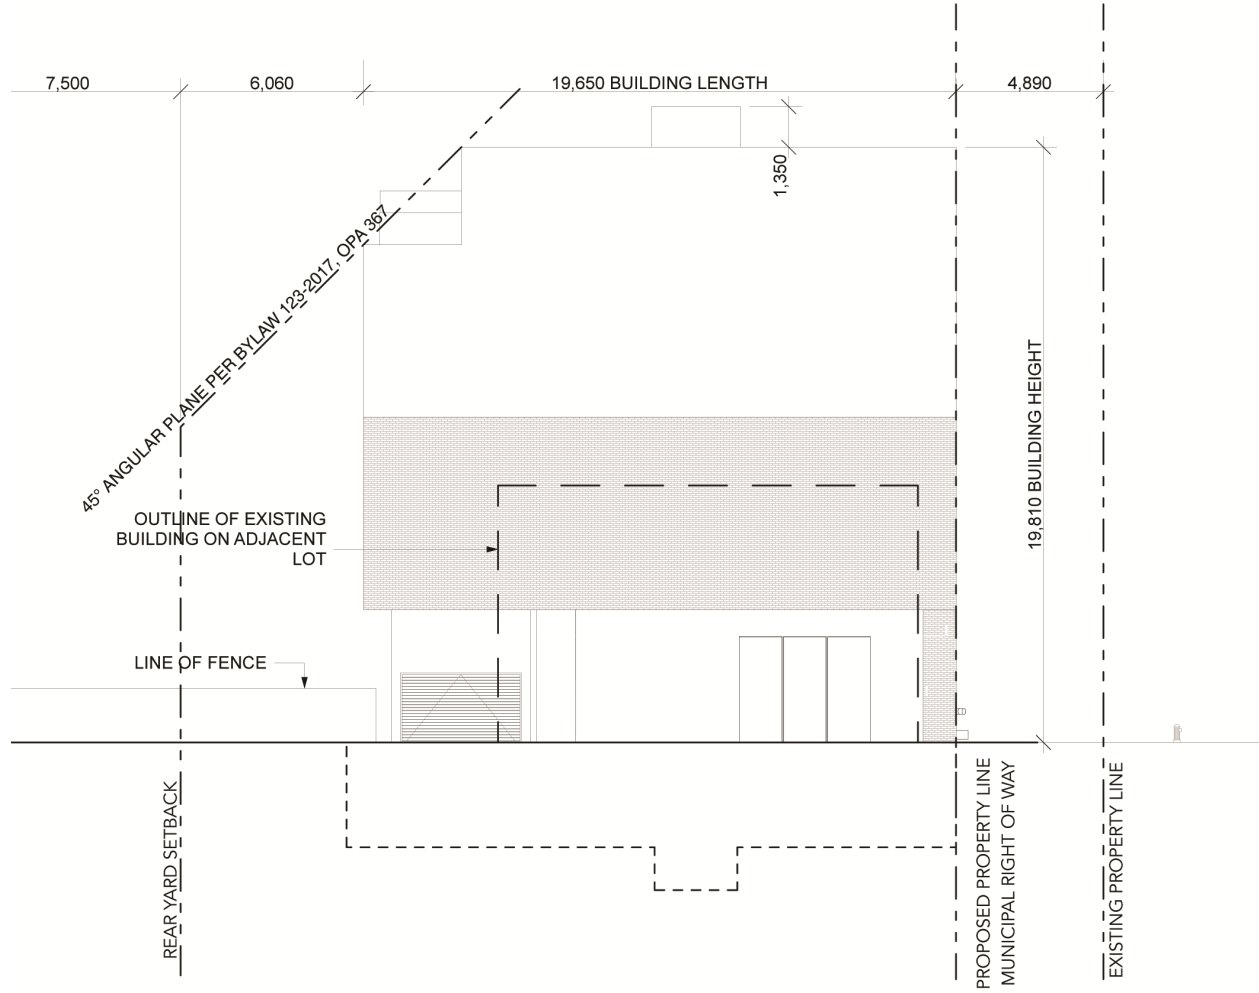 7,500
6,060
19,650 BUILDING LENGTH
4,890
1,350
45° ANGULAR PLANE PER BYLAW 123-2017, OPA 367
19,810 BUILDING HEIGHT
OUTLINE OF EXISTING
BUILDING ON ADJACENT
LOT
LINE OF FENCE
REAR YARD SETBACK
PROPOSED PROPERTY LINE
MUNICIPAL RIGHT OF WAY
EXISTING PROPERTY LINE